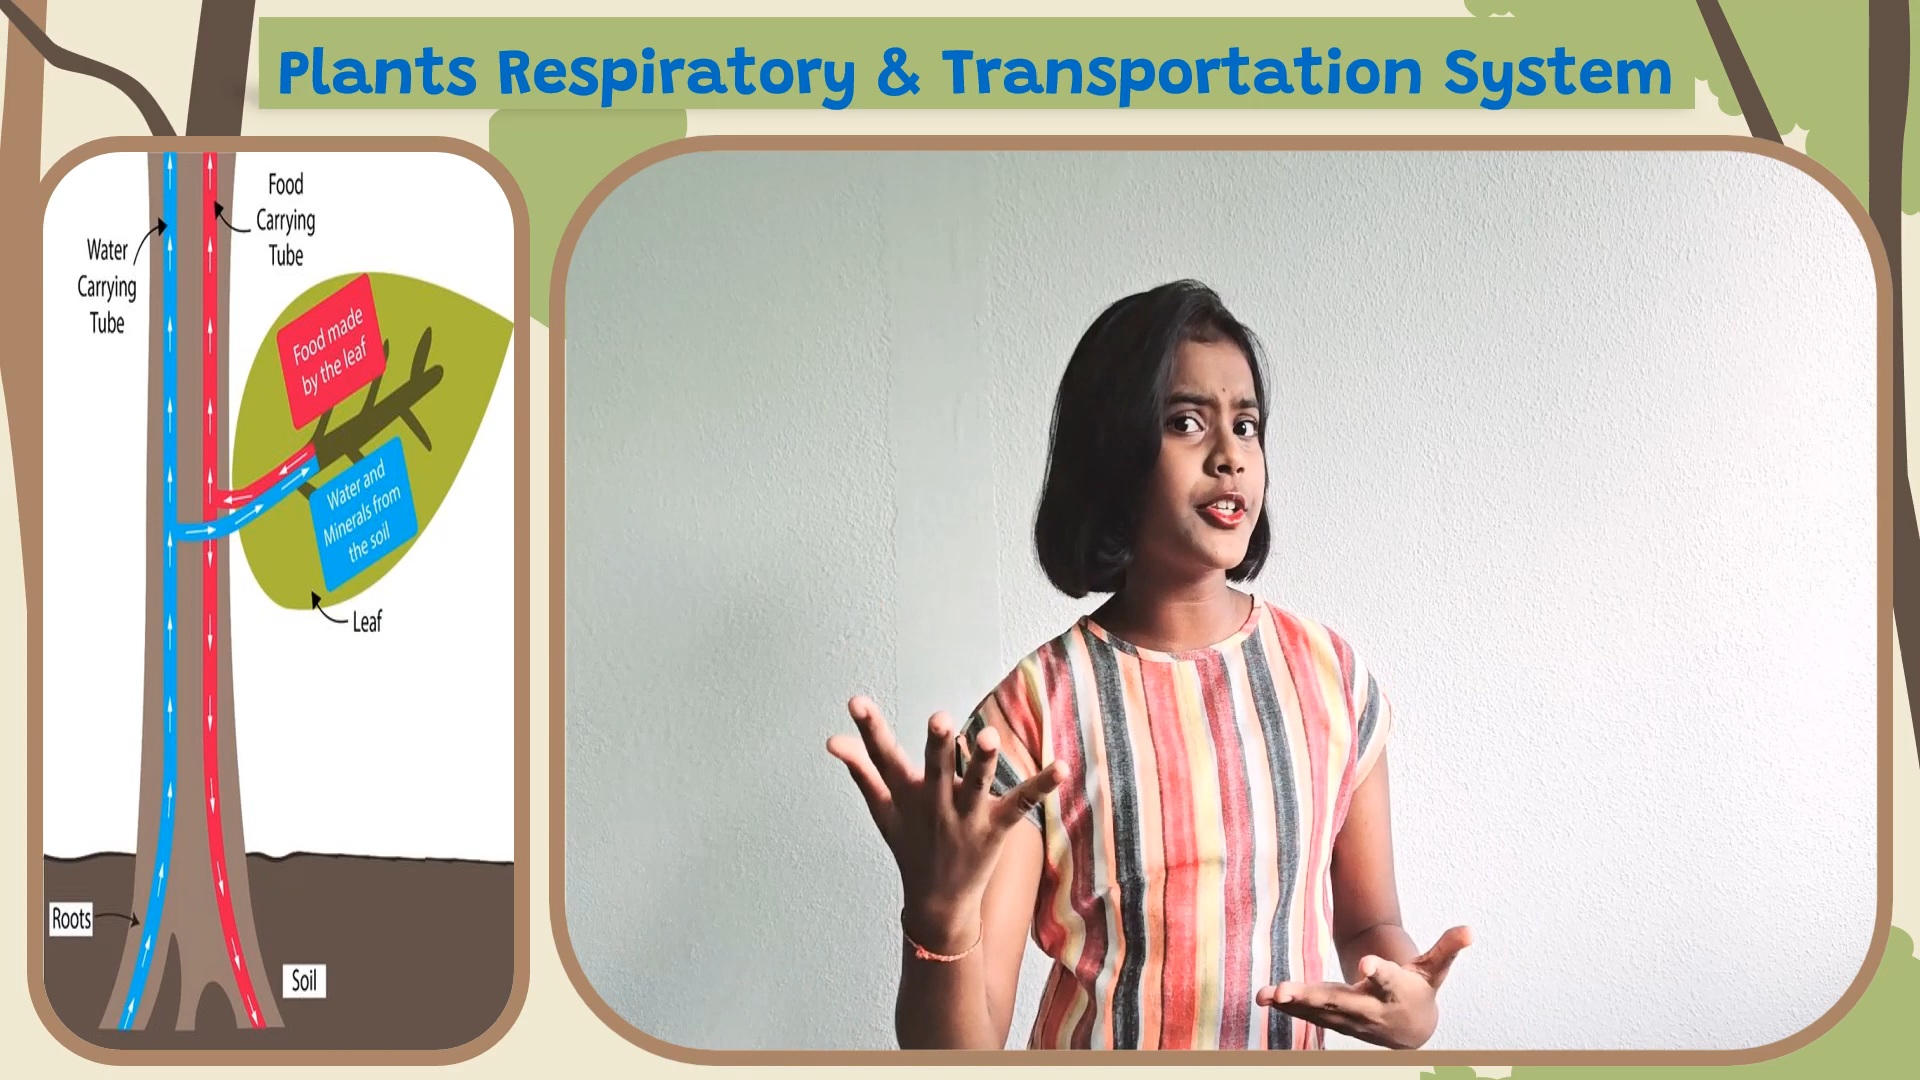 Plants Respiratory & Transportation System
Food
Carrying
Tube
Water
Carrying
Tube
Food made
by the leaf
Water and
Minerals from
the soil
Leaf
Roots
Soil